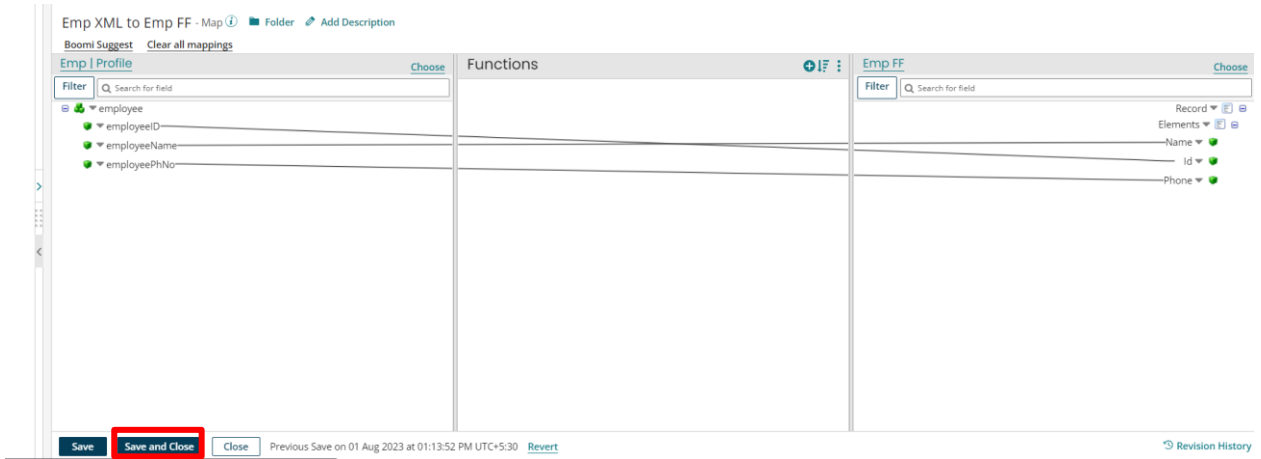 Emp XML to Emp FF - Map i Folder Add Description
Boomi Suggest Clear all mappings
Emp | Profile Choose Functions Emp FF Choose
Filter Search for field Filter Search for field
employee Record
employeeID Elements
employeeName Name
employeePhNo Id
Phone
Save Save and Close Close Previous Save on 01 Aug 2023 at 01:13:52 PM UTC+5:30 Revert Revision History